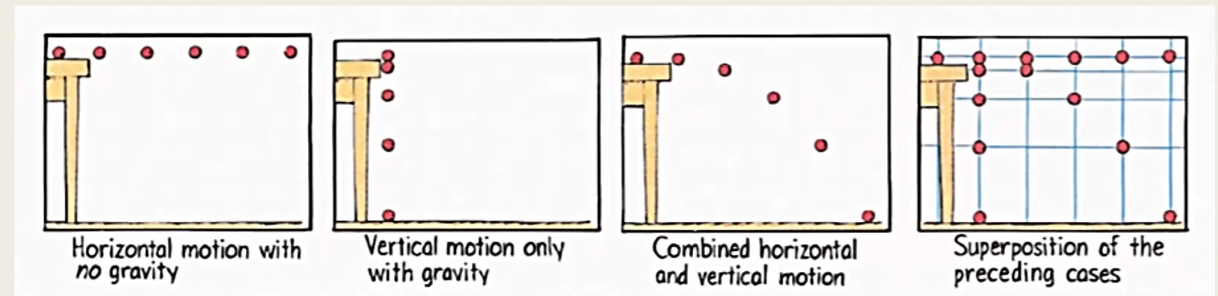 Horizontal motion with
no gravity
Vertical motion only
with gravity
Combined horizontal
and vertical motion
Superposition of the
preceding cases